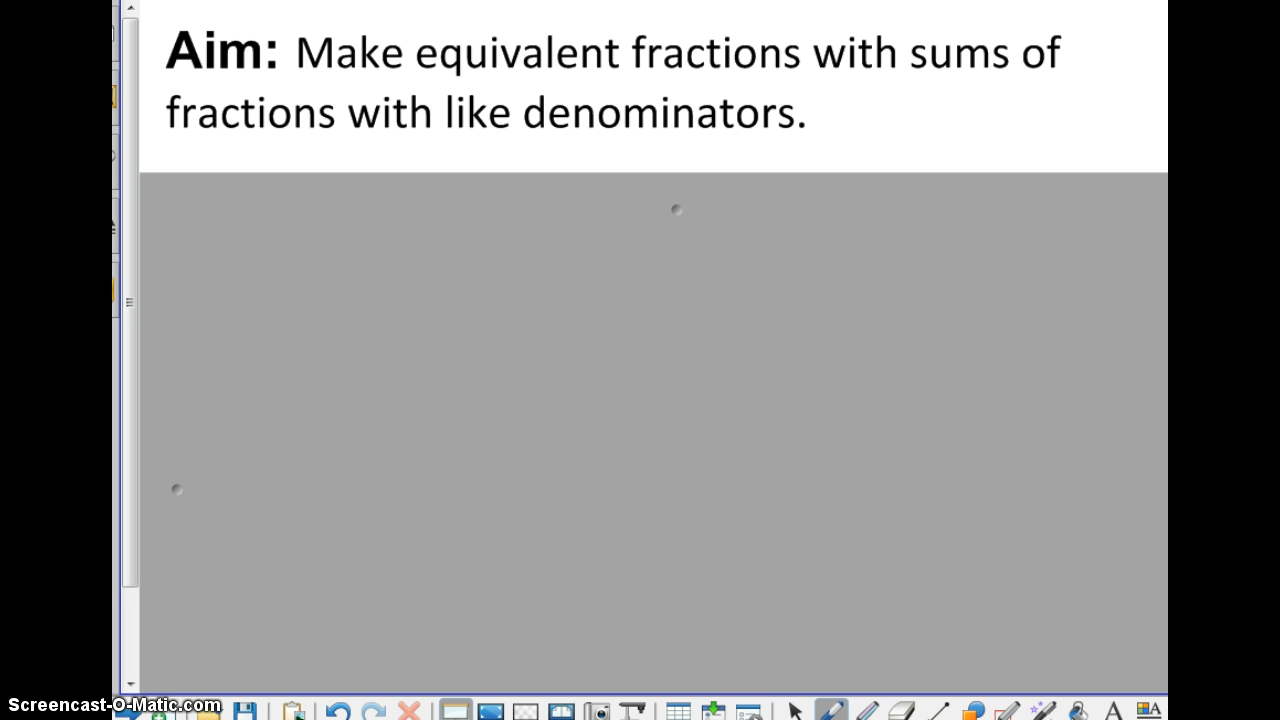 Aim: Make equivalent fractions with sums of
fractions with like denominators.
Screencast-O-Matic.com